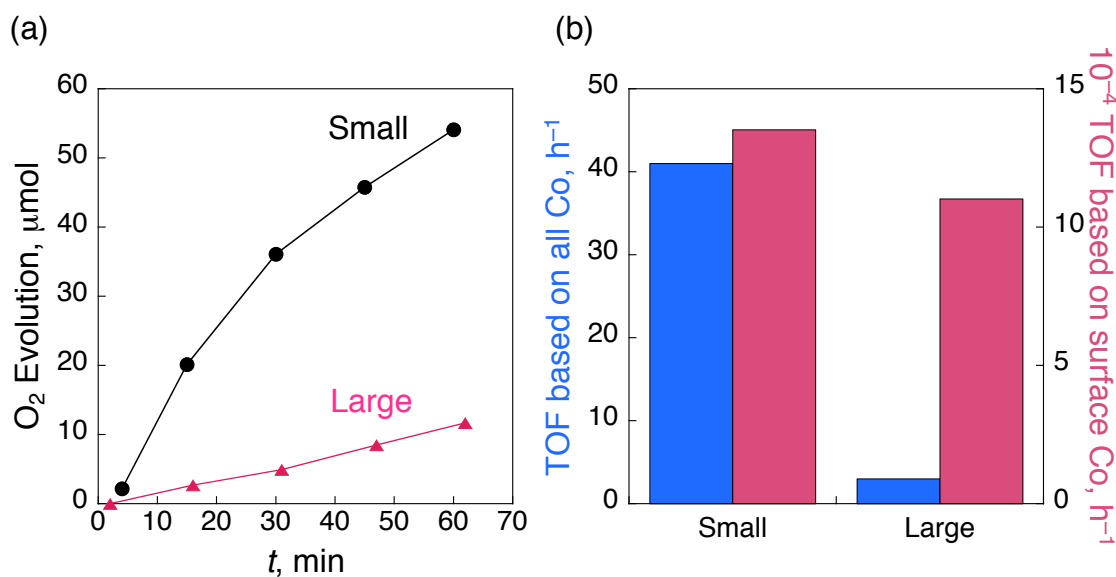 (a)
60
50
40
30
20
10
0
O₂ Evolution, μmol
Small
Large
0 10 20 30 40 50 60 70
t, min
(b)
50
40
30
20
10
0
TOF based on all Co, h⁻¹
15
10
5
0
10⁻⁴ TOF based on surface Co, h⁻¹
Small Large